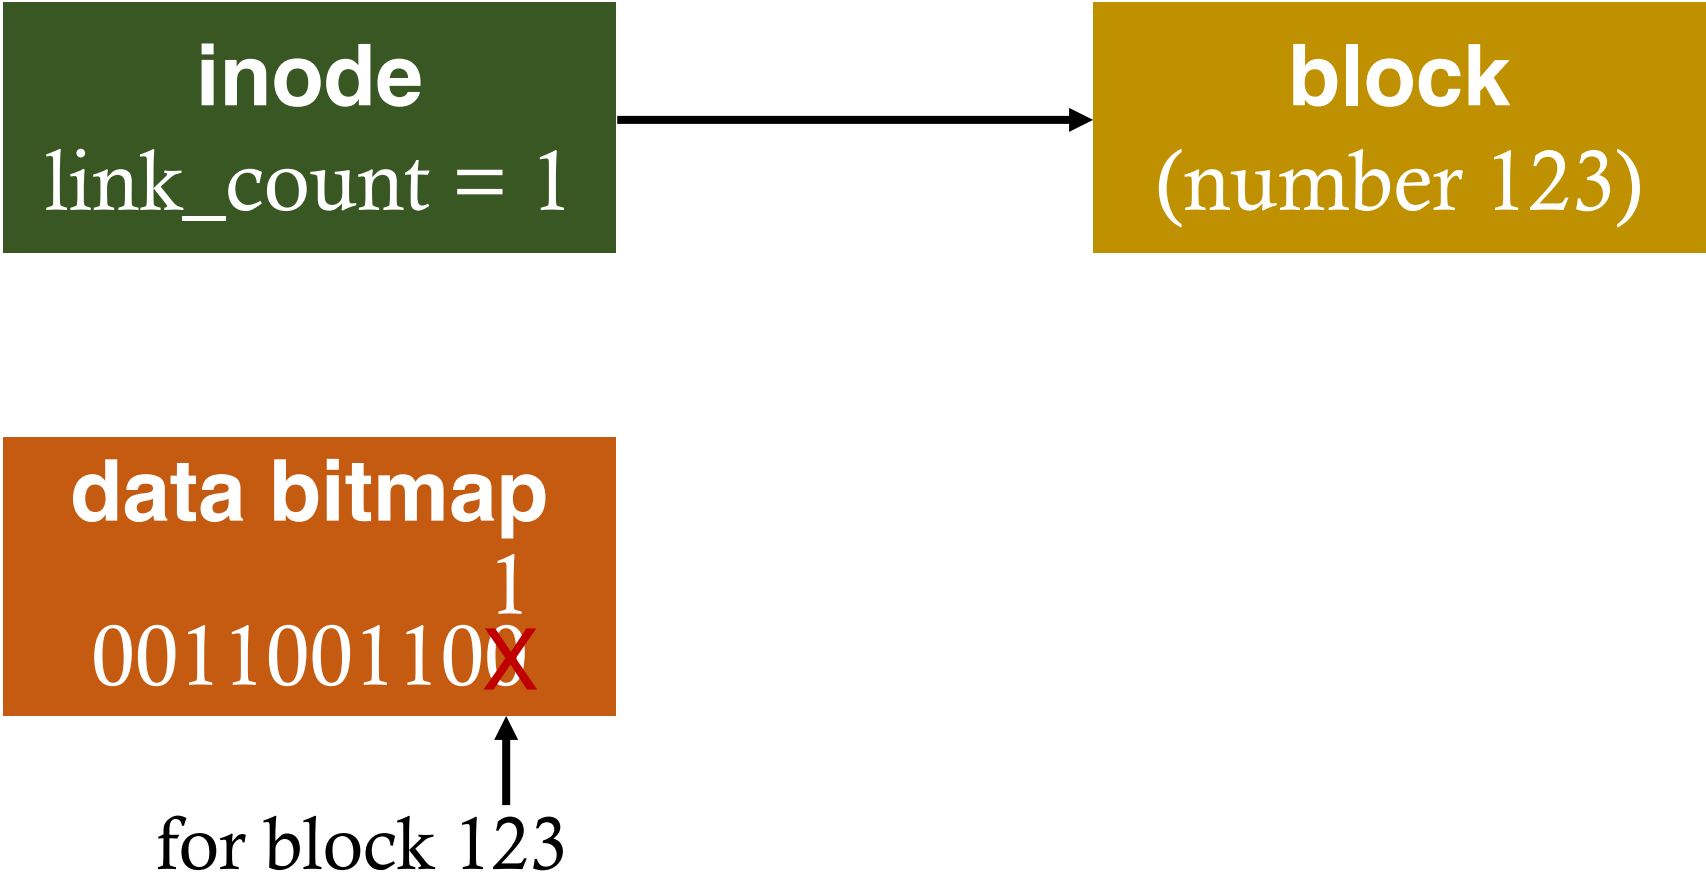 inode
link_count = 1
block
(number 123)
data bitmap
1
0011001100
X
for block 123